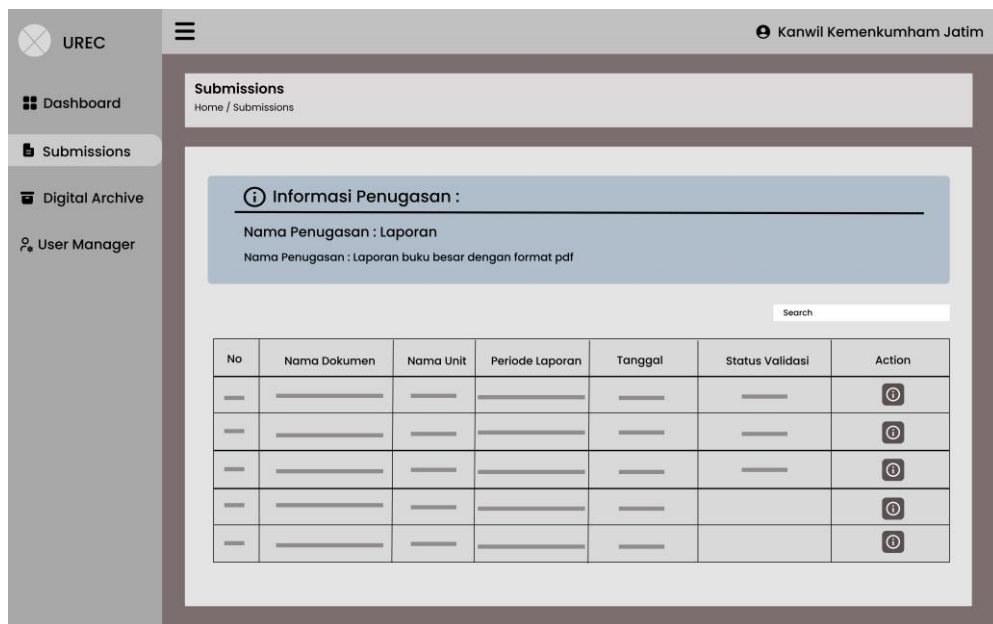 UREC
Kanwil Kemenkumham Jatim
Dashboard
Submissions
Digital Archive
User Manager
Submissions
Home / Submissions
Informasi Penugasan :
Nama Penugasan : Laporan
Nama Penugasan : Laporan buku besar dengan format pdf
Search
No Nama Dokumen Nama Unit Periode Laporan Tanggal Status Validasi Action